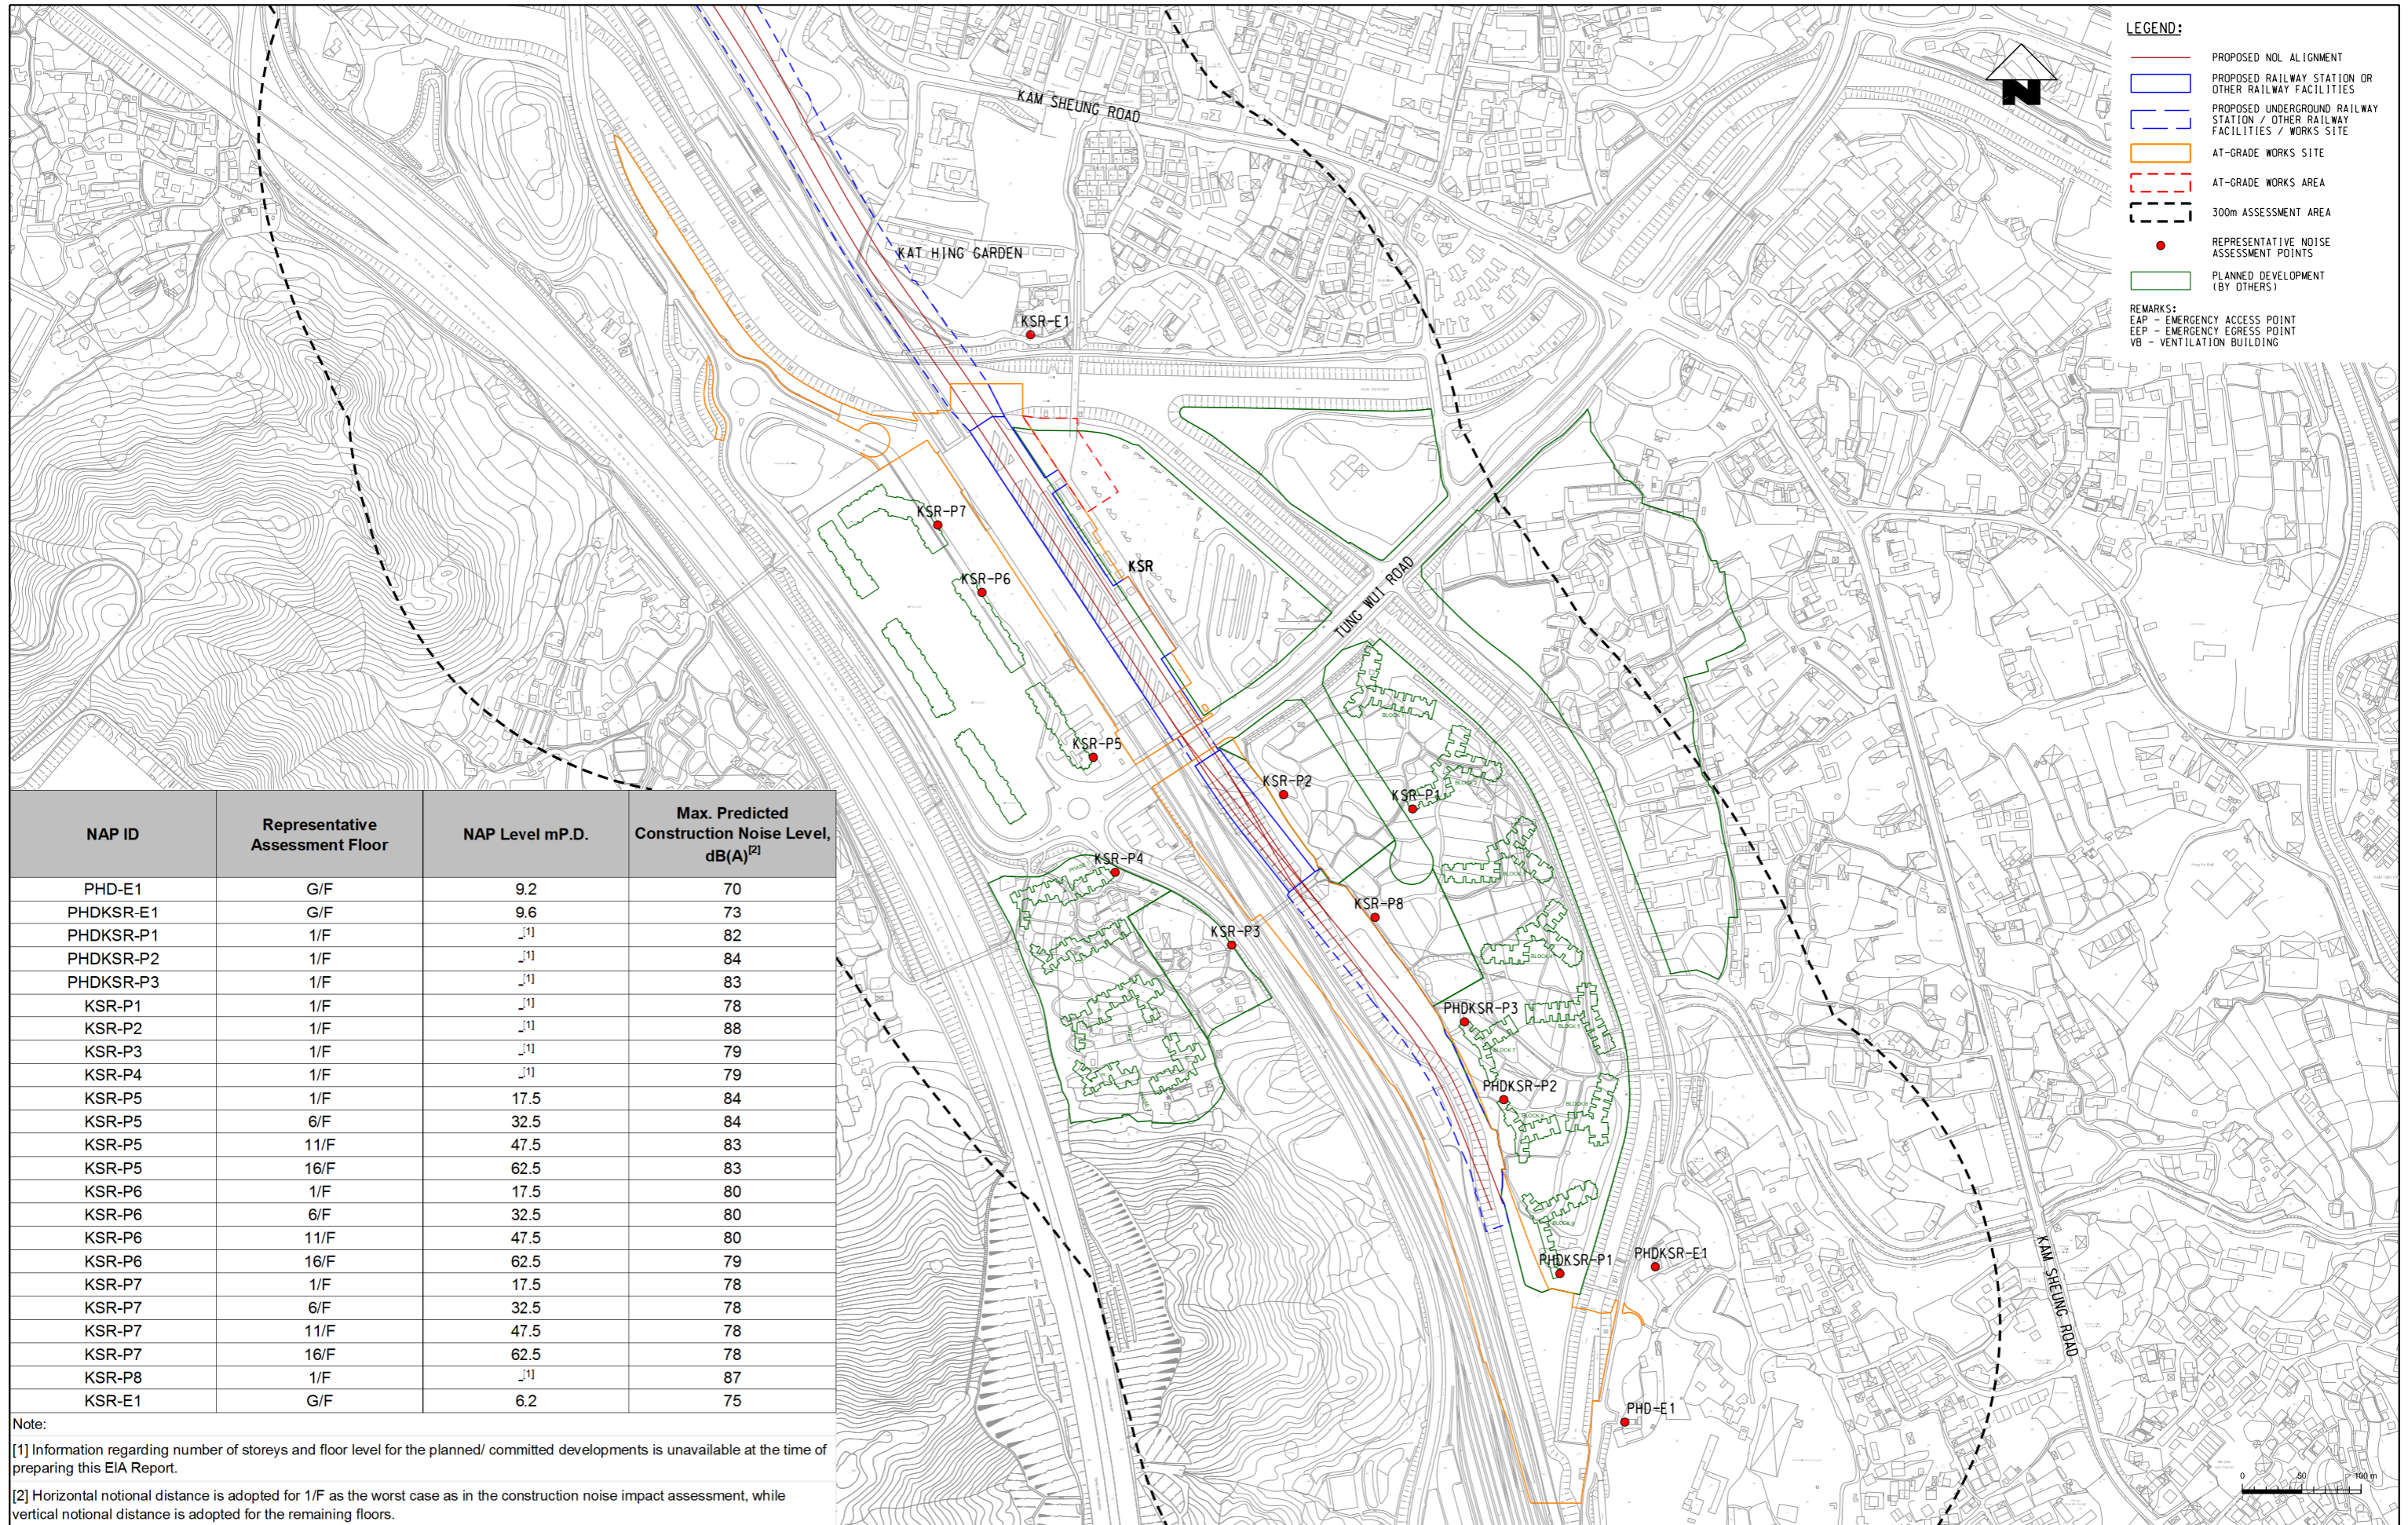 LEGEND:
PROPOSED NOL ALIGNMENT
PROPOSED RAILWAY STATION OR
OTHER RAILWAY FACILITIES
PROPOSED UNDERGROUND RAILWAY
STATION / OTHER RAILWAY
FACILITIES / WORKS SITE
AT-GRADE WORKS SITE
AT-GRADE WORKS AREA
300m ASSESSMENT AREA
REPRESENTATIVE NOISE
ASSESSMENT POINTS
PLANNED DEVELOPMENT
(BY OTHERS)
REMARKS:
EAP - EMERGENCY ACCESS POINT
EEP - EMERGENCY EGRESS POINT
VB - VENTILATION BUILDING
N
KAM SHEUNG ROAD
KAT HING GARDEN
KSR-E1
KSR-P7
KSR
KSR-P6
TUNG WUI ROAD
BLOCK 1
KSR-P5
KSR-P2
KSR-P1
KSR-P4
KSR-P8
KSR-P3
PHDKSR-P3
BLOCK 5
BLOCK 7
PHDKSR-P2
PHDKSR-P1
PHDKSR-E1
KAM SHEUNG ROAD
PHD-E1
0 50 100 m
NAP ID Representative Assessment Floor NAP Level mP.D. Max. Predicted Construction Noise Level, dB(A)[2]
PHD-E1 G/F 9.2 70
PHDKSR-E1 G/F 9.6 73
PHDKSR-P1 1/F -[1] 82
PHDKSR-P2 1/F -[1] 84
PHDKSR-P3 1/F -[1] 83
KSR-P1 1/F -[1] 78
KSR-P2 1/F -[1] 88
KSR-P3 1/F -[1] 79
KSR-P4 1/F -[1] 79
KSR-P5 1/F 17.5 84
KSR-P5 6/F 32.5 84
KSR-P5 11/F 47.5 83
KSR-P5 16/F 62.5 83
KSR-P6 1/F 17.5 80
KSR-P6 6/F 32.5 80
KSR-P6 11/F 47.5 80
KSR-P6 16/F 62.5 79
KSR-P7 1/F 17.5 78
KSR-P7 6/F 32.5 78
KSR-P7 11/F 47.5 78
KSR-P7 16/F 62.5 78
KSR-P8 1/F -[1] 87
KSR-E1 G/F 6.2 75
Note:
[1] Information regarding number of storeys and floor level for the planned/ committed developments is unavailable at the time of
preparing this EIA Report.
[2] Horizontal notional distance is adopted for 1/F as the worst case as in the construction noise impact assessment, while
vertical notional distance is adopted for the remaining floors.